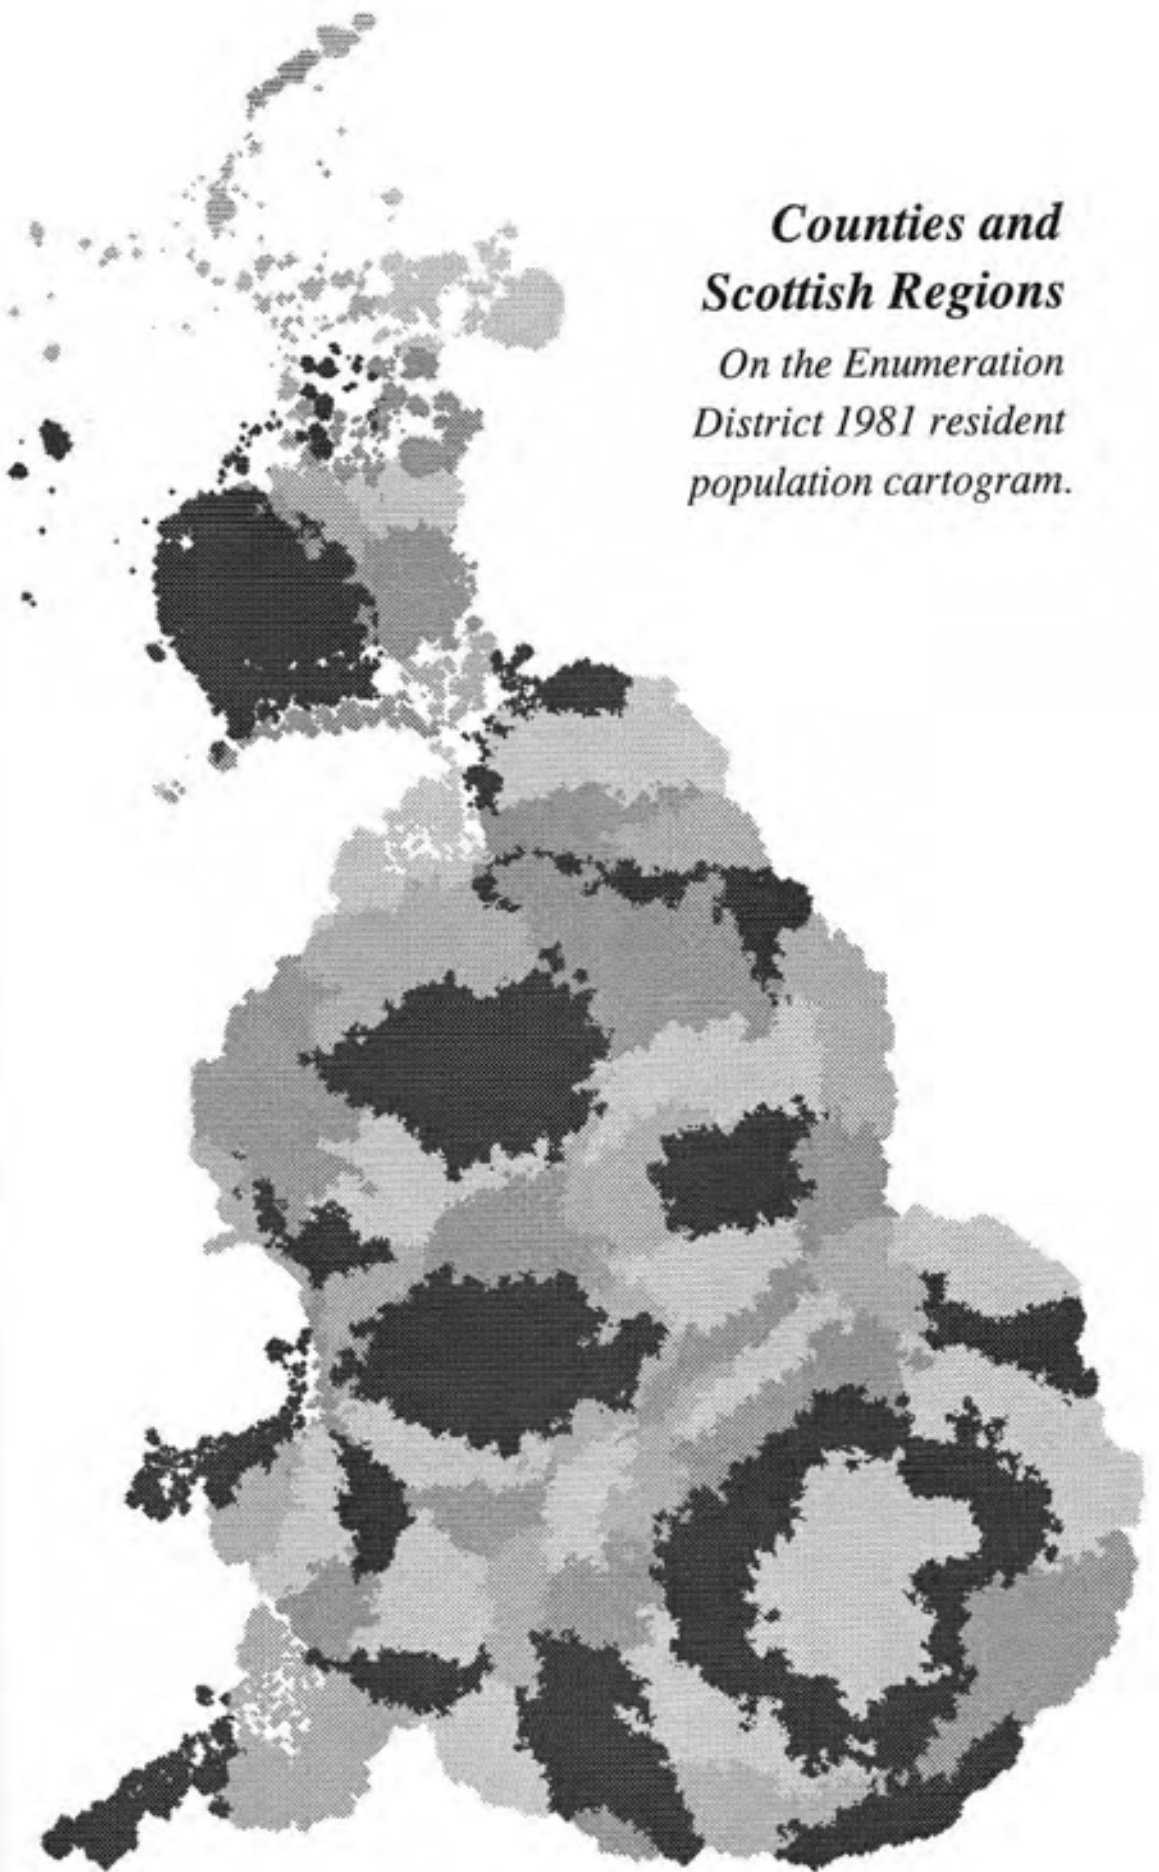 Counties and
Scottish Regions
On the Enumeration
District 1981 resident
population cartogram.